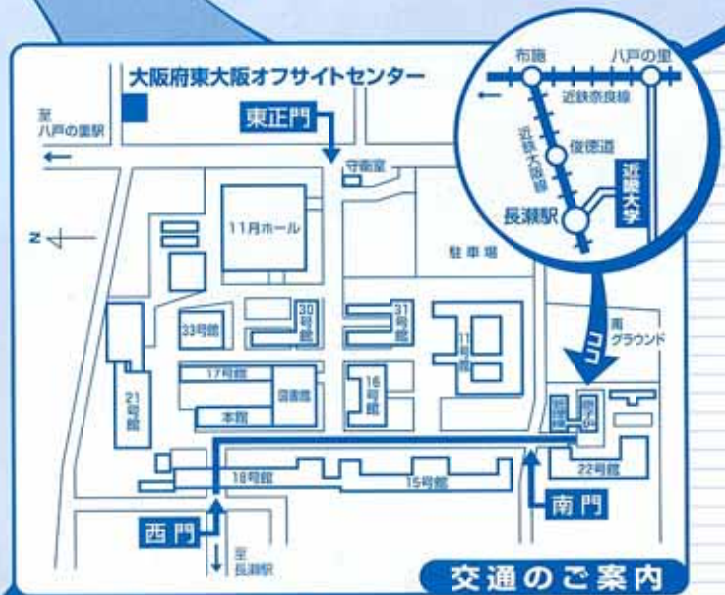 大阪府東大阪オフサイトセンター
至
八戸の里駅
東正門
守衛室
11月ホール
N
駐車場
布施
八戸の里
近鉄奈良線
近鉄大阪線
俊徳道
近畿大学
長瀬駅
ココ
南
グラウンド
33号館
30号館
31号館
11号館
21号館
17号館
図書館
16号館
本館
原子炉
22号館
18号館
15号館
西門
南門
至
長瀬駅
交通のご案内